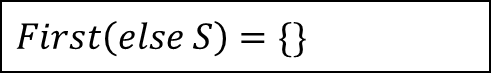 First(else S) = {}